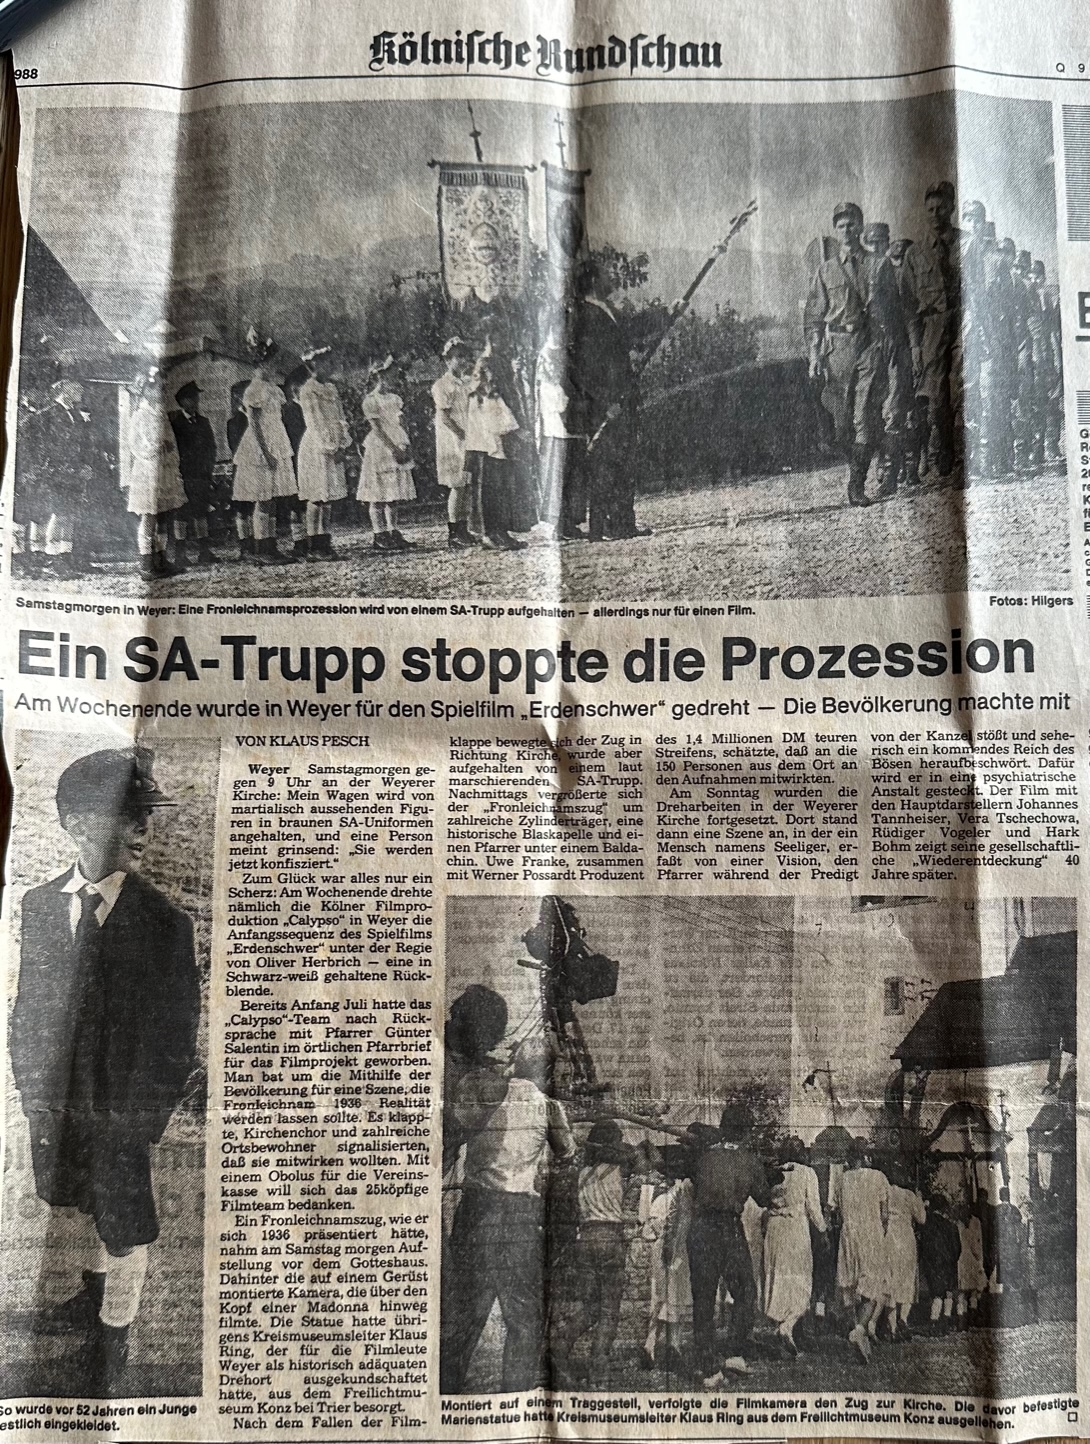 988
Kölnische Rundschau
Q 9
Samstagmorgen in Weyer: Eine Fronleichnamsprozession wird von einem SA-Trupp aufgehalten — allerdings nur für einen Film.
Fotos: Hilgers
Ein SA-Trupp stoppte die Prozession
Am Wochenende wurde in Weyer für den Spielfilm „Erdenschwer“ gedreht — Die Bevölkerung machte mit
VON KLAUS PESCH
Weyer Samstagmorgen ge-
gen 9 Uhr an der Weyerer
Kirche: Mein Wagen wird von
martialisch aussehenden Figu-
ren in braunen SA-Uniformen
angehalten, und eine Person
meint grinsend: „Sie werden
jetzt konfisziert.“
Zum Glück war alles nur ein
Scherz: Am Wochenende drehte
nämlich die Kölner Filmpro-
duktion „Calypso“ in Weyer die
Anfangssequenz des Spielfilms
„Erdenschwer“ unter der Regie
von Oliver Herbrich — eine in
Schwarz-weiß gehaltene Rück-
blende.
Bereits Anfang Juli hatte das
„Calypso“-Team nach Rück-
sprache mit Pfarrer Günter
Salentin im örtlichen Pfarrbrief
für das Filmprojekt geworben.
Man bat um die Mithilfe der
Bevölkerung für eine Szene, die
Fronleichnam 1936 Realität
werden lassen sollte. Es klapp-
te, Kirchenchor und zahlreiche
Ortsbewohner signalisierten,
daß sie mitwirken wollten. Mit
einem Obolus für die Vereins-
kasse will sich das 25köpfige
Filmteam bedanken.
Ein Fronleichnamszug, wie er
sich 1936 präsentiert hätte,
nahm am Samstag morgen Auf-
stellung vor dem Gotteshaus.
Dahinter die auf einem Gerüst
montierte Kamera, die über den
Kopf einer Madonna hinweg
filmte. Die Statue hatte übri-
gens Kreismuseumsleiter Klaus
Ring, der für die Filmleute
Weyer als historisch adäquaten
Drehort ausgekundschaftet
hatte, aus dem Freilichtmu-
seum Konz bei Trier besorgt.
Nach dem Fallen der Film-
klappe bewegte sich der Zug in
Richtung Kirche, wurde aber
aufgehalten von einem laut
marschierenden SA-Trupp.
Nachmittags vergrößerte sich
der „Fronleichnamszug“ um
zahlreiche Zylinderträger, eine
historische Blaskapelle und ei-
nen Pfarrer unter einem Balda-
chin. Uwe Franke, zusammen
mit Werner Possardt Produzent
des 1,4 Millionen DM teuren
Streifens, schätzte, daß an die
150 Personen aus dem Ort an
den Aufnahmen mitwirkten.
Am Sonntag wurden die
Dreharbeiten in der Weyerer
Kirche fortgesetzt. Dort stand
dann eine Szene an, in der ein
Mensch namens Seeliger, er-
faßt von einer Vision, den
Pfarrer während der Predigt
von der Kanzel stößt und sehe-
risch ein kommendes Reich des
Bösen heraufbeschwört. Dafür
wird er in eine psychiatrische
Anstalt gesteckt. Der Film mit
den Hauptdarstellern Johannes
Tannheiser, Vera Tschechowa,
Rüdiger Vogeler und Hark
Bohm zeigt seine gesellschaftli-
che „Wiederentdeckung“ 40
Jahre später.
So wurde vor 52 Jahren ein Junge
estlich eingekleidet.
Montiert auf einem Traggestell, verfolgte die Filmkamera den Zug zur Kirche. Die davor befestigte
Marienstatue hatte Kreismuseumsleiter Klaus Ring aus dem Freilichtmuseum Konz ausgeliehen.